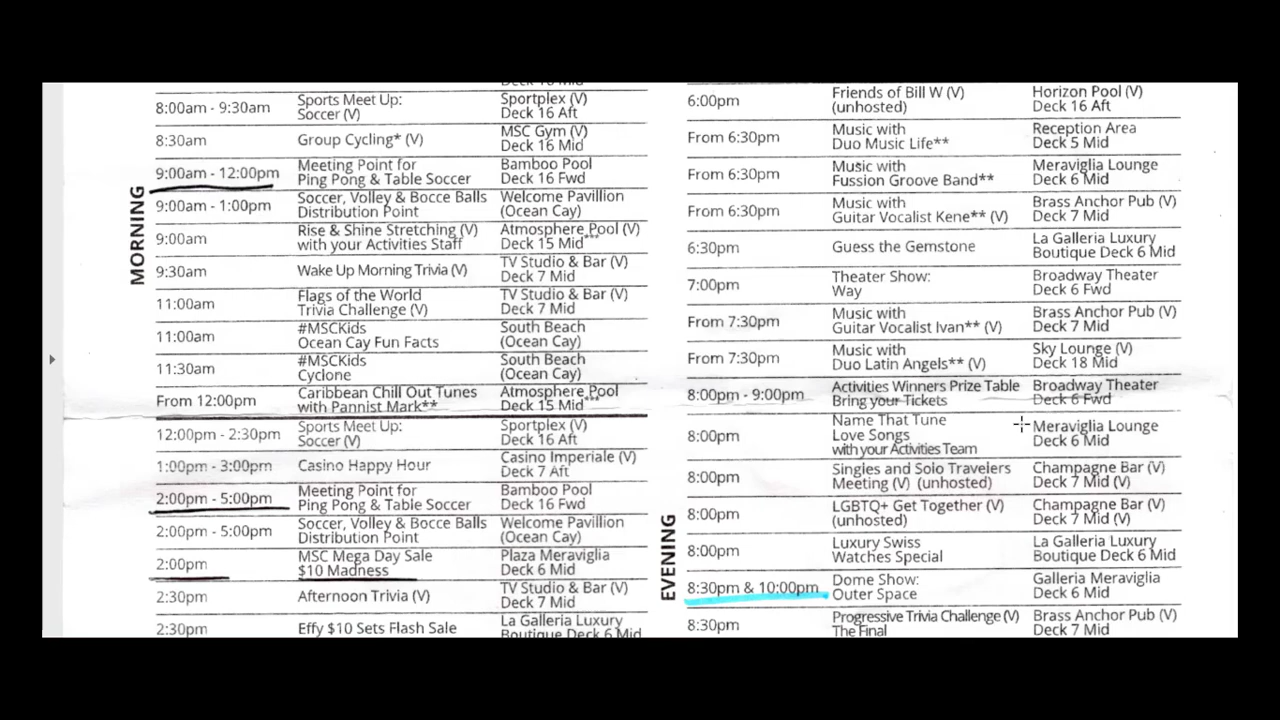 8:00am - 9:30am Sports Meet Up: Sportplex (V)
Soccer (V) Deck 16 Aft
8:30am Group Cycling* (V) MSC Gym (V)
Deck 16 Mid
9:00am - 12:00pm Meeting Point for Bamboo Pool
Ping Pong & Table Soccer Deck 16 Fwd
9:00am - 1:00pm Soccer, Volley & Bocce Balls Welcome Pavillion
Distribution Point (Ocean Cay)
9:00am Rise & Shine Stretching (V) Atmosphere Pool (V)
with your Activities Staff Deck 15 Mid***
9:30am Wake Up Morning Trivia (V) TV Studio & Bar (V)
Deck 7 Mid
11:00am Flags of the World TV Studio & Bar (V)
Trivia Challenge (V) Deck 7 Mid
11:00am #MSCKids South Beach
Ocean Cay Fun Facts (Ocean Cay)
11:30am #MSCKids South Beach
Cyclone (Ocean Cay)
From 12:00pm Caribbean Chill Out Tunes Atmosphere Pool
with Pannist Mark** Deck 15 Mid***
MORNING
12:00pm - 2:30pm Sports Meet Up: Sportplex (V)
Soccer (V) Deck 16 Aft
1:00pm - 3:00pm Casino Happy Hour Casino Imperiale (V)
Deck 7 Aft
2:00pm - 5:00pm Meeting Point for Bamboo Pool
Ping Pong & Table Soccer Deck 16 Fwd
2:00pm - 5:00pm Soccer, Volley & Bocce Balls Welcome Pavillion
Distribution Point (Ocean Cay)
2:00pm MSC Mega Day Sale Plaza Meraviglia
$10 Madness Deck 6 Mid
2:30pm Afternoon Trivia (V) TV Studio & Bar (V)
Deck 7 Mid
2:30pm Effy $10 Sets Flash Sale La Galleria Luxury
Boutique Deck 6 Mid
6:00pm Friends of Bill W (V) Horizon Pool (V)
(unhosted) Deck 16 Aft
From 6:30pm Music with Reception Area
Duo Music Life** Deck 5 Mid
From 6:30pm Music with Meraviglia Lounge
Fussion Groove Band** Deck 6 Mid
From 6:30pm Music with Brass Anchor Pub (V)
Guitar Vocalist Kene** (V) Deck 7 Mid
6:30pm Guess the Gemstone La Galleria Luxury
Boutique Deck 6 Mid
7:00pm Theater Show: Broadway Theater
Way Deck 6 Fwd
From 7:30pm Music with Brass Anchor Pub (V)
Guitar Vocalist Ivan** (V) Deck 7 Mid
From 7:30pm Music with Sky Lounge (V)
Duo Latin Angels** (V) Deck 18 Mid
8:00pm - 9:00pm Activities Winners Prize Table Broadway Theater
Bring your Tickets Deck 6 Fwd
8:00pm Name That Tune Meraviglia Lounge
Love Songs Deck 6 Mid
with your Activities Team
8:00pm Singles and Solo Travelers Champagne Bar (V)
Meeting (V) (unhosted) Deck 7 Mid (V)
8:00pm LGBTQ+ Get Together (V) Champagne Bar (V)
(unhosted) Deck 7 Mid (V)
8:00pm Luxury Swiss La Galleria Luxury
Watches Special Boutique Deck 6 Mid
8:30pm & 10:00pm Dome Show: Galleria Meraviglia
Outer Space Deck 6 Mid
8:30pm Progressive Trivia Challenge (V) Brass Anchor Pub (V)
The Final Deck 7 Mid
EVENING